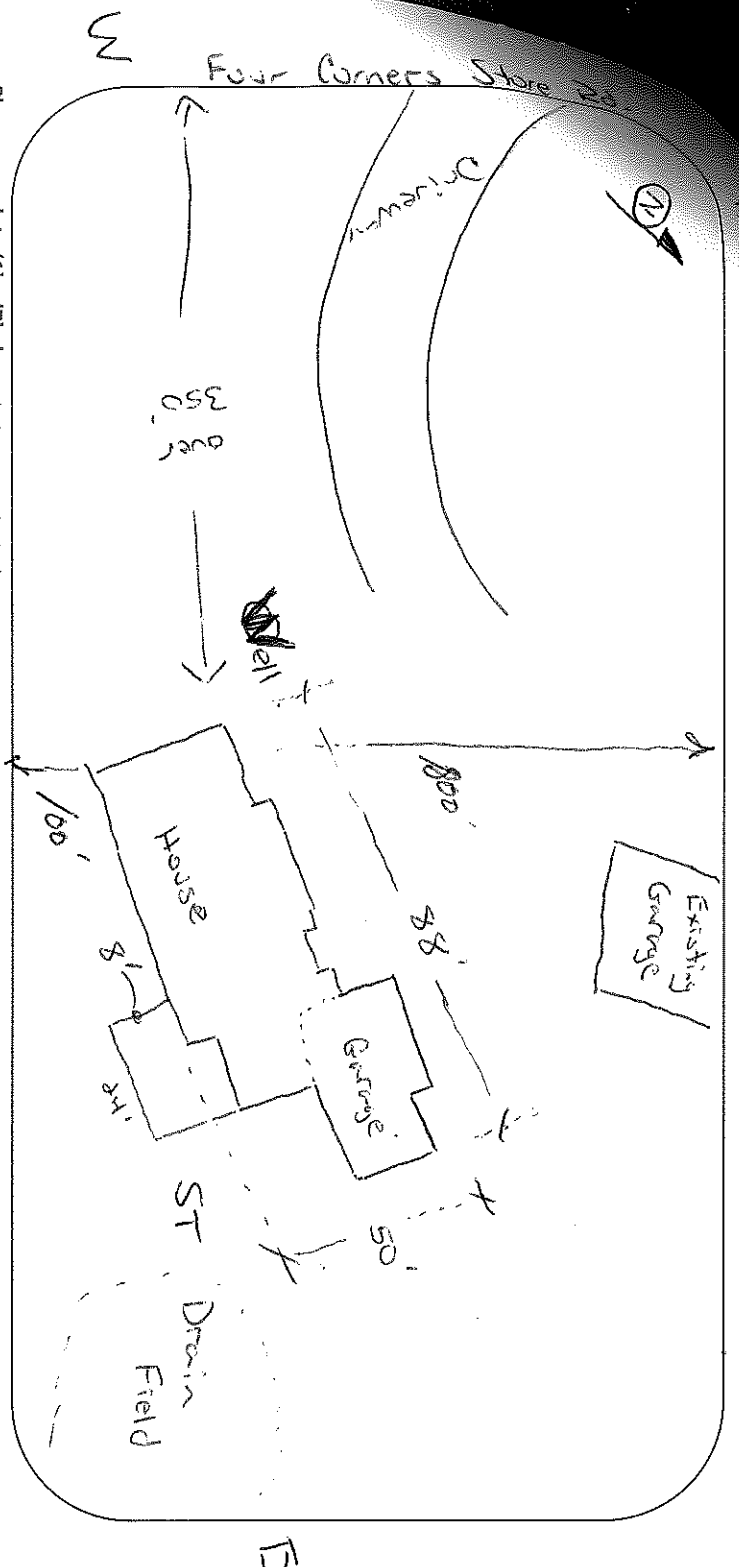 W
Four Corners Store Rd.
N
Driveway
over
350'
Well
800'
Existing
Garage
100'
House
88'
8'
Garage
24'
50'
ST
Drain
Field
E